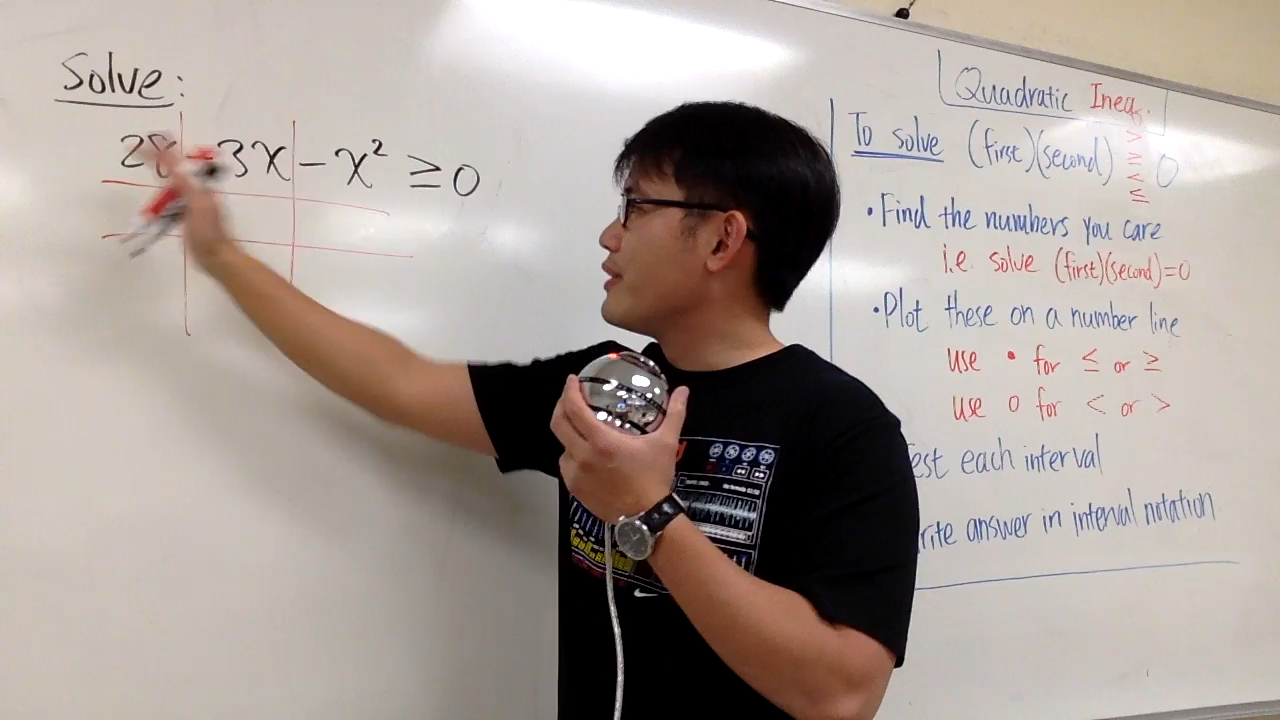 Solve:
28 - 3x - x² ≥ 0
Quadratic Ineq.
To solve (first)(second) > ≥ < ≤ 0
• Find the numbers you care
i.e. solve (first)(second)=0
• Plot these on a number line
use • for ≤ or ≥
use o for < or >
est each interval
rite answer in interval notation